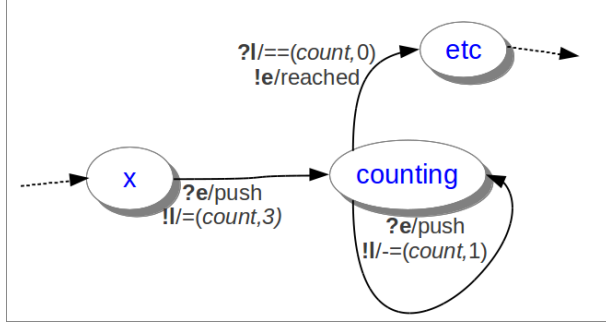 ?l/==(count,0)
!e/reached
etc
x
?e/push
!l/=(count,3)
counting
?e/push
!l/-=(count,1)